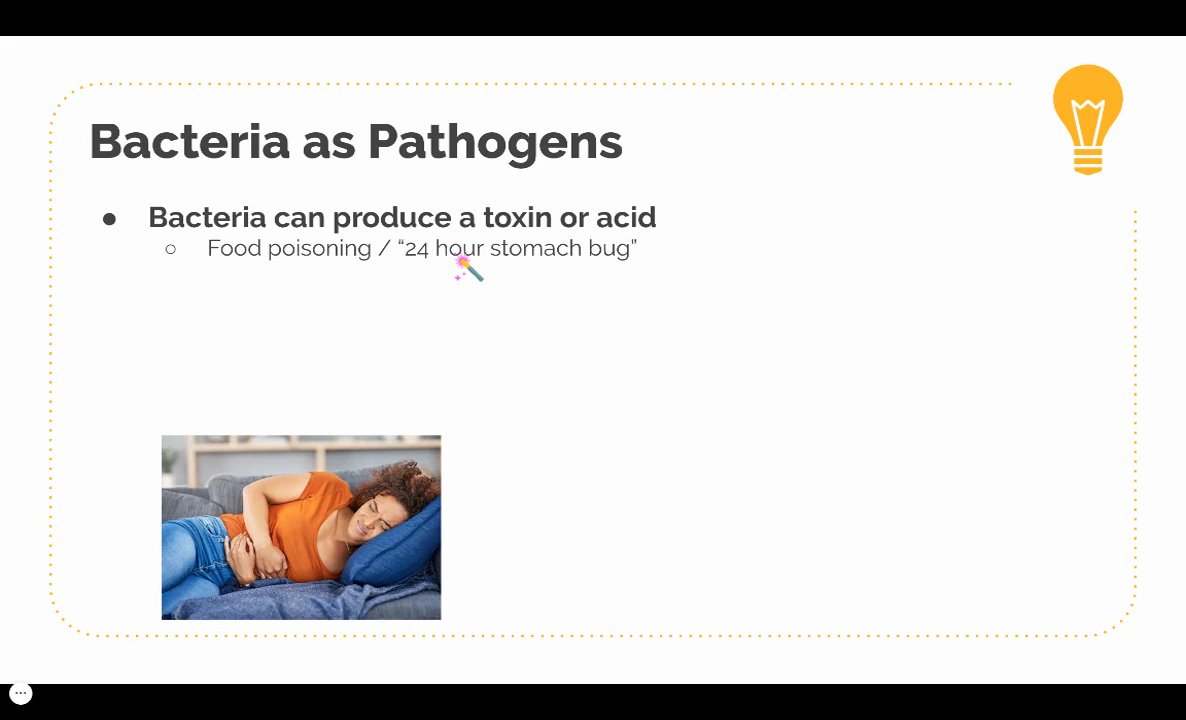 Bacteria as Pathogens
● Bacteria can produce a toxin or acid
○ Food poisoning / “24 hour stomach bug”